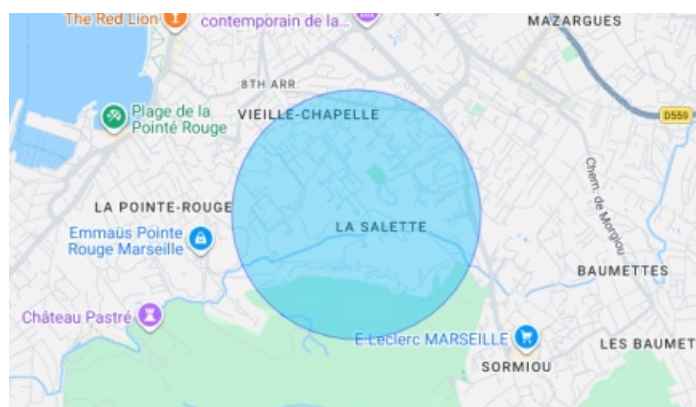 The Red Lion
contemporain de la...
MAZARGUES
8TH ARR.
Plage de la
Pointe Rouge
VIEILLE-CHAPELLE
D559
Chem. de Morgiou
LA POINTE-ROUGE
LA SALETTE
Emmaüs Pointe
Rouge Marseille
BAUMETTES
Château Pastré
E.Leclerc MARSEILLE
LES BAUMET
SORMIOU